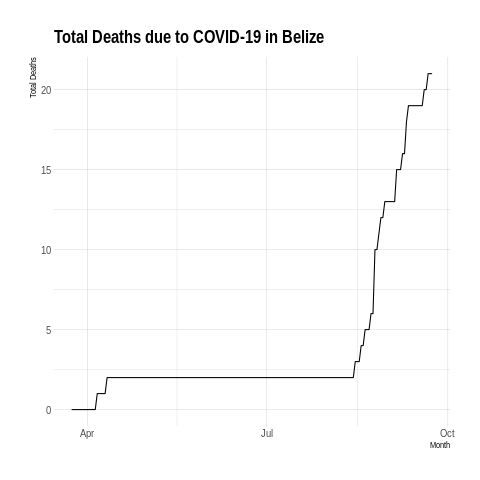 Total Deaths due to COVID-19 in Belize
Total Deaths
20
15
10
5
0
Apr Jul Oct
Month